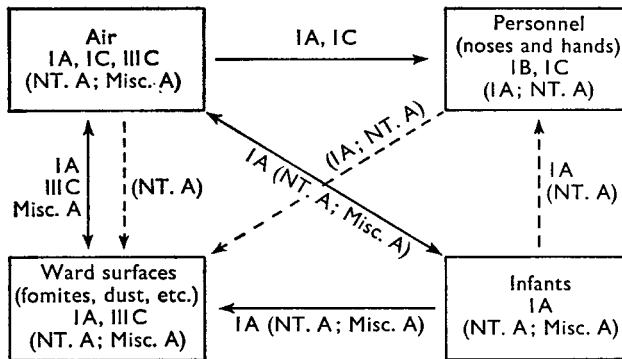 Air
IA, IC, IIIC
(NT. A; Misc. A)
IA, IC
Personnel
(noses and hands)
IB, IC
(IA; NT. A)
IA
IIIC
Misc. A
(NT. A)
(IA; NT. A)
IA (NT. A; Misc. A)
IA
(NT. A)
Ward surfaces
(fomites, dust, etc.)
IA, IIIC
(NT. A; Misc. A)
IA (NT. A; Misc. A)
Infants
IA
(NT. A; Misc. A)